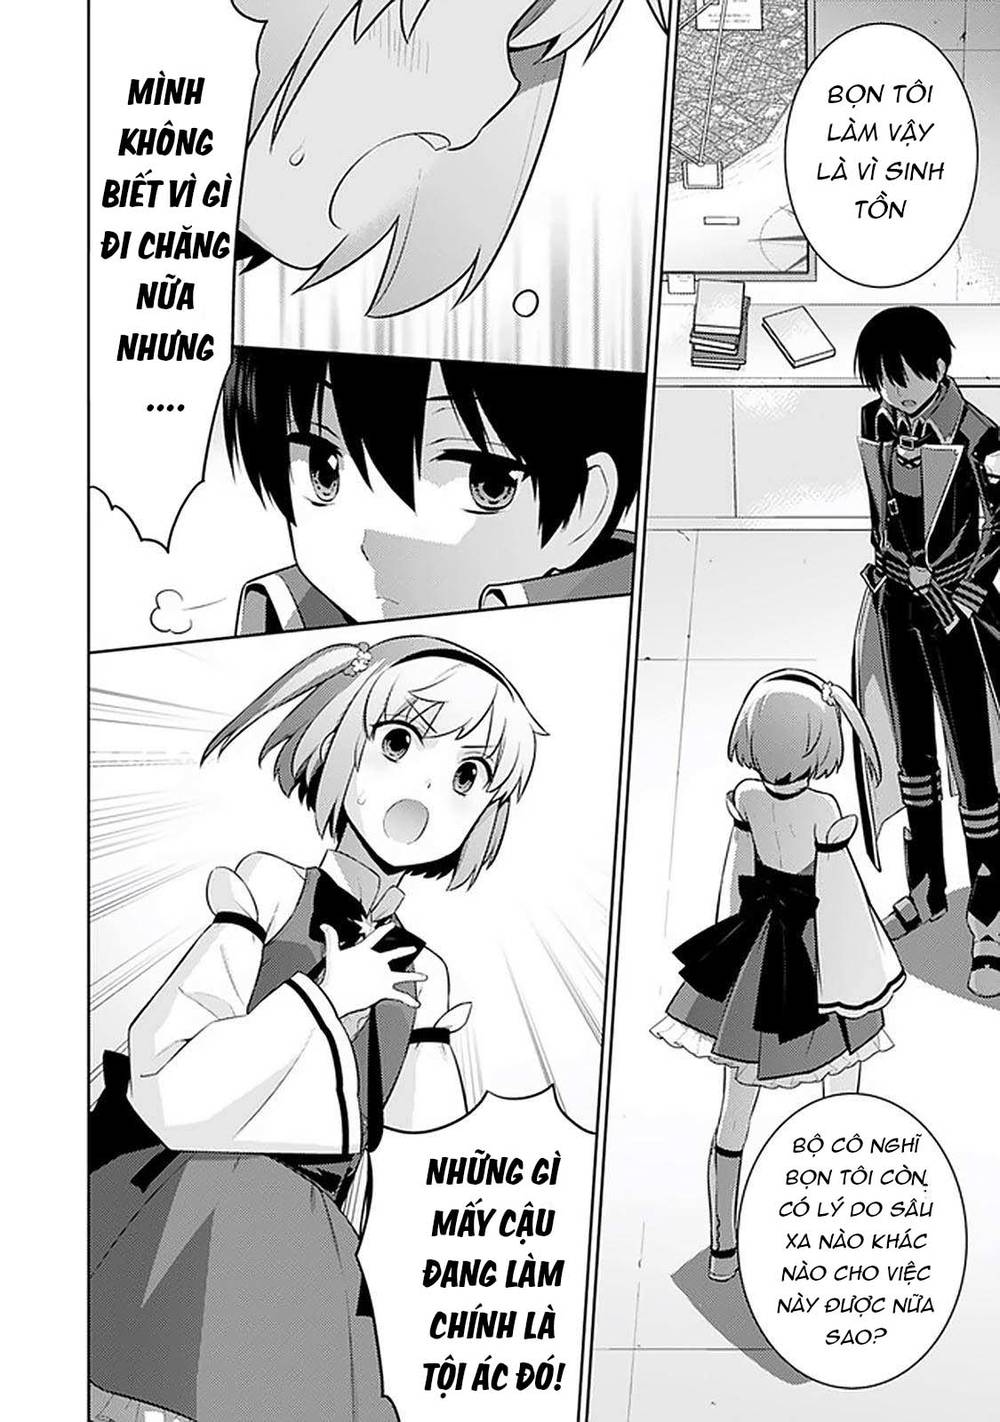 BỌN TÔI
LÀM VẬY
LÀ VÌ SINH
TỒN
BỘ CÔ NGHĨ
BỌN TÔI CÒN
CÓ LÝ DO SÂU
XA NÀO KHÁC
NÀO CHO VIỆC
NÀY ĐƯỢC NỮA
SAO?
MÌNH
KHÔNG
BIẾT VÌ GÌ
ĐI CHĂNG
NỮA
NHƯNG
....
NHỮNG GÌ
MẤY CẬU
ĐANG LÀM
CHÍNH LÀ
TỘI ÁC ĐÓ!